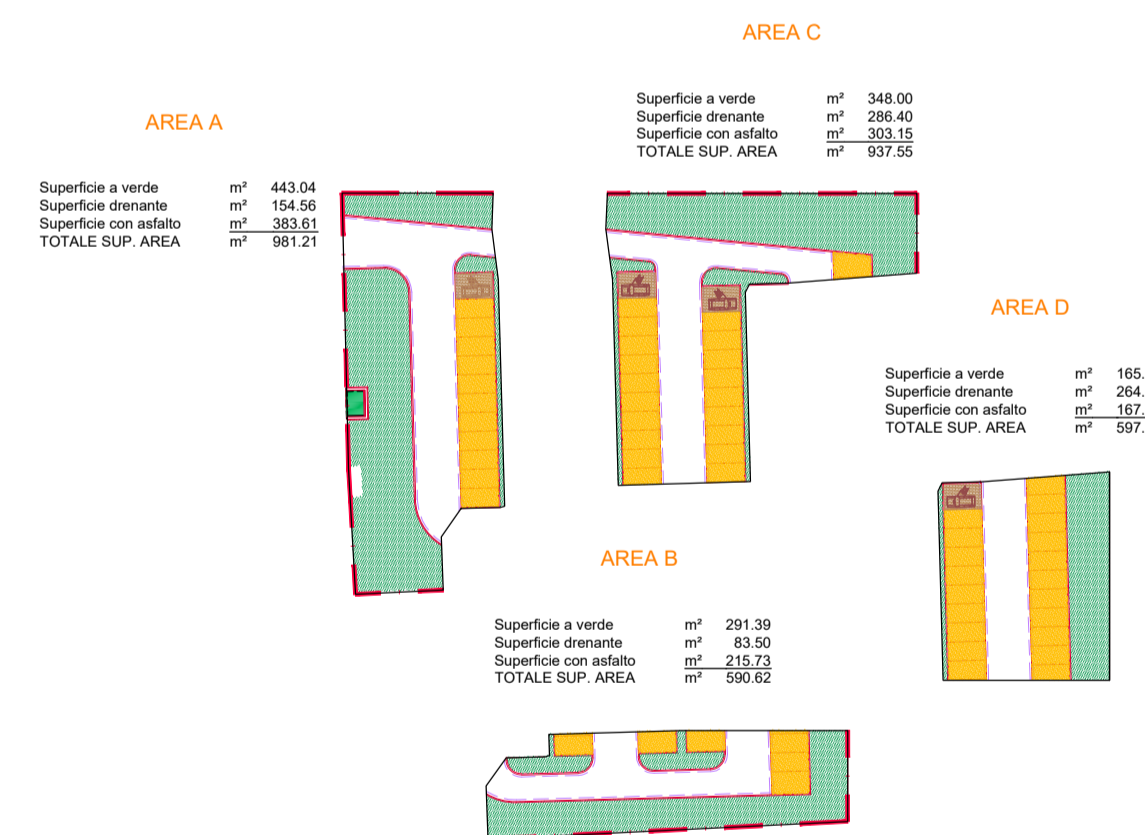 AREA C
Superficie a verde m² 348.00
Superficie drenante m² 286.40
Superficie con asfalto m² 303.15
TOTALE SUP. AREA m² 937.55
AREA A
Superficie a verde m² 443.04
Superficie drenante m² 154.56
Superficie con asfalto m² 383.61
TOTALE SUP. AREA m² 981.21
AREA D
Superficie a verde m² 165.
Superficie drenante m² 264.
Superficie con asfalto m² 167.
TOTALE SUP. AREA m² 597.
AREA B
Superficie a verde m² 291.39
Superficie drenante m² 83.50
Superficie con asfalto m² 215.73
TOTALE SUP. AREA m² 590.62